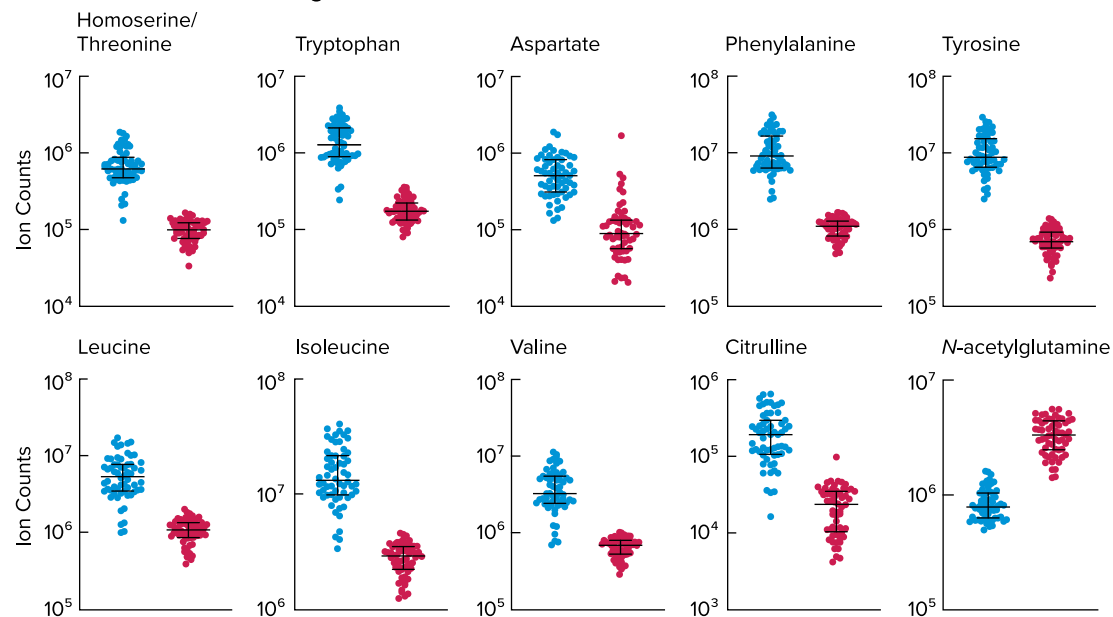 Homoserine/
Threonine
Tryptophan
Aspartate
Phenylalanine
Tyrosine
Ion Counts
10⁷
10⁶
10⁵
10⁴
10⁷
10⁶
10⁵
10⁴
10⁷
10⁶
10⁵
10⁴
10⁸
10⁷
10⁶
10⁵
10⁸
10⁷
10⁶
10⁵
Leucine
Isoleucine
Valine
Citrulline
N-acetylglutamine
Ion Counts
10⁸
10⁷
10⁶
10⁵
10⁸
10⁷
10⁶
10⁸
10⁷
10⁶
10⁵
10⁶
10⁵
10⁴
10³
10⁷
10⁶
10⁵